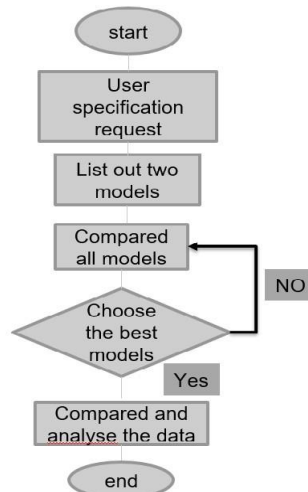 start
User
specification
request
List out two
models
Compared
all models
NO
Choose
the best
models
Yes
Compared and
analyse the data
end